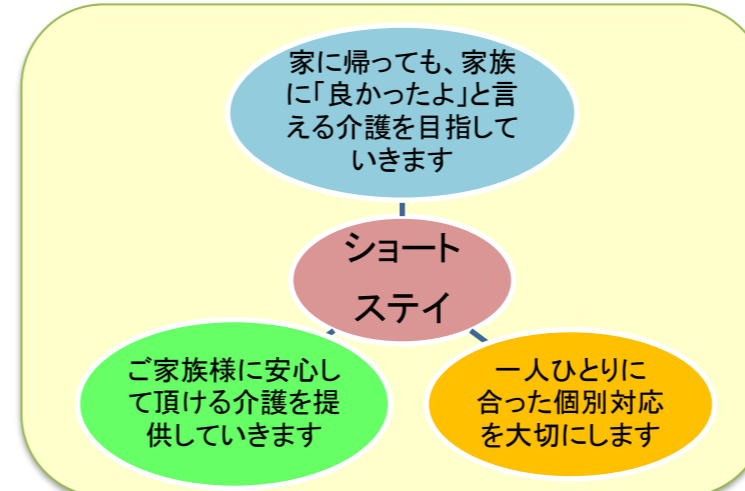 家に帰っても、家族
に「良かったよ」と言
える介護を目指して
いきます
ショート
ステイ
ご家族様に安心し
て頂ける介護を提
供していきます
一人ひとりに
合った個別対応
を大切にします